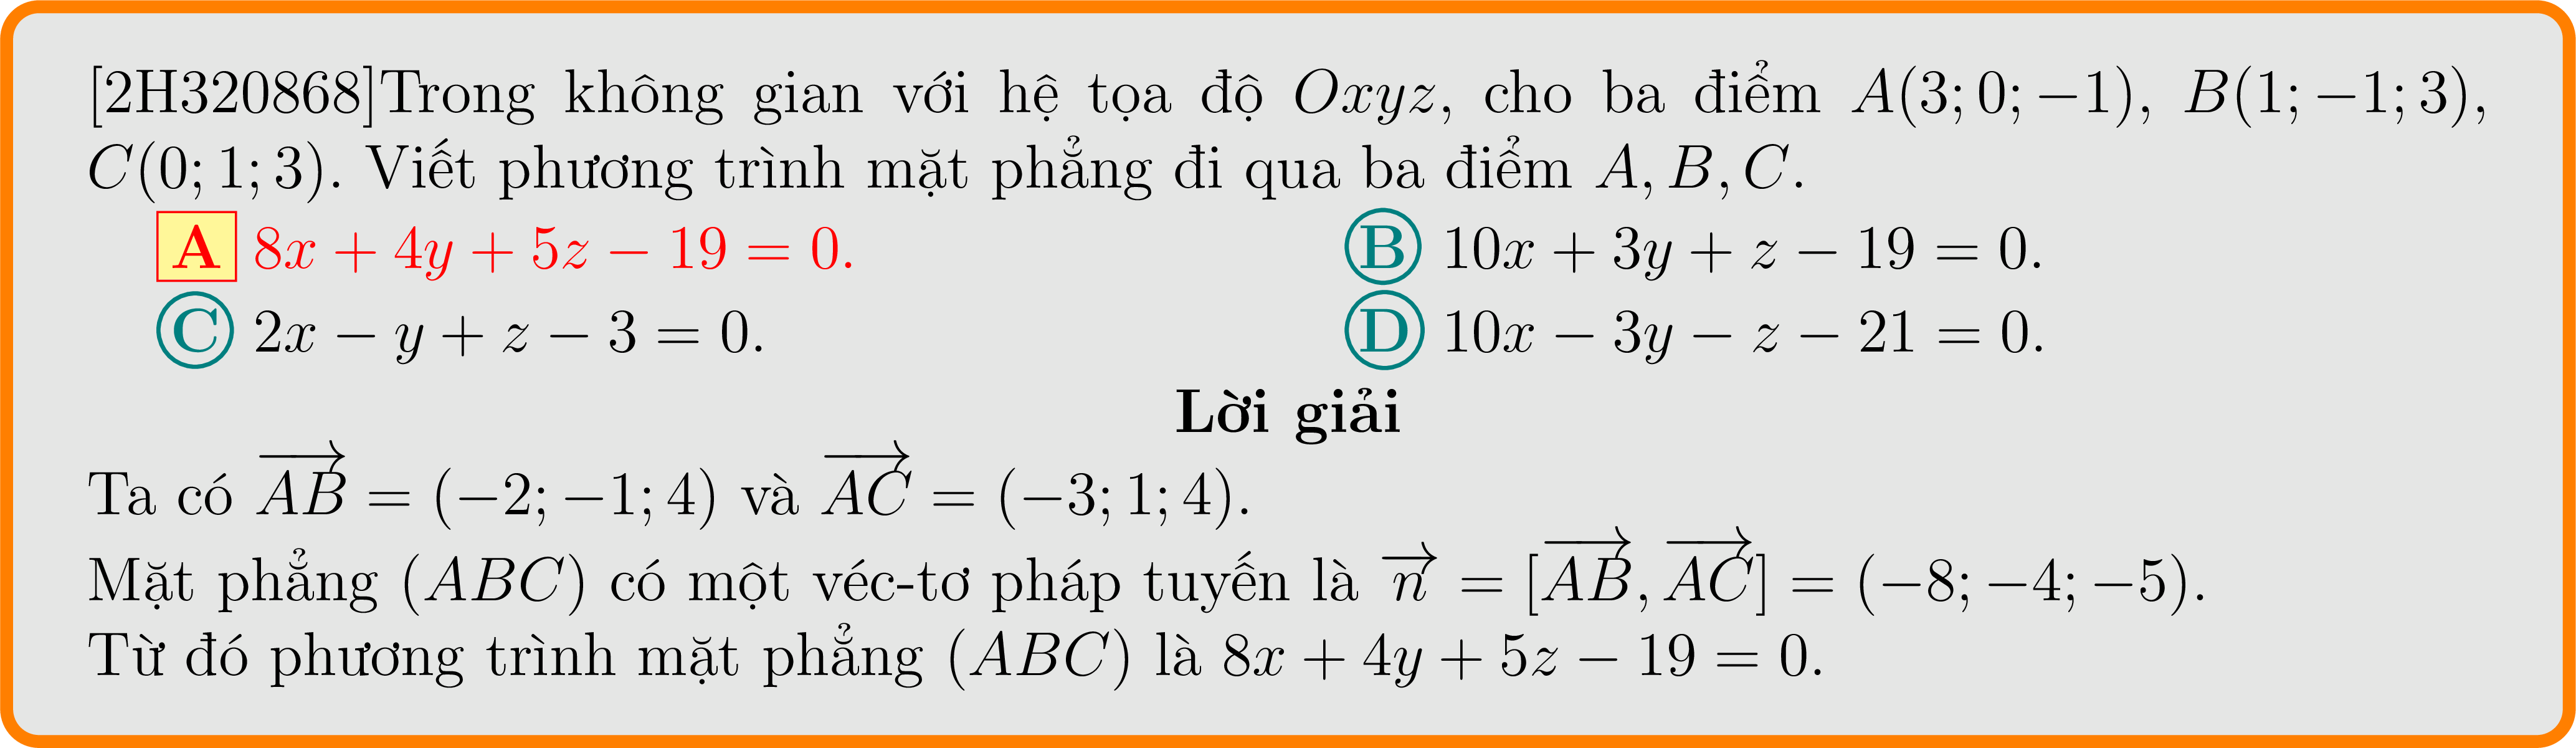 [2H320868]Trong không gian với hệ tọa độ Oxyz, cho ba điểm A(3; 0; −1), B(1; −1; 3),
C(0; 1; 3). Viết phương trình mặt phẳng đi qua ba điểm A, B, C.
A 8x + 4y + 5z − 19 = 0. B 10x + 3y + z − 19 = 0.
C 2x − y + z − 3 = 0. D 10x − 3y − z − 21 = 0.
Lời giải
Ta có $\overrightarrow{AB}$ = (−2; −1; 4) và $\overrightarrow{AC}$ = (−3; 1; 4).
Mặt phẳng (ABC) có một véc-tơ pháp tuyến là $\overrightarrow{n}$ = [$\overrightarrow{AB}$, $\overrightarrow{AC}$] = (−8; −4; −5).
Từ đó phương trình mặt phẳng (ABC) là 8x + 4y + 5z − 19 = 0.